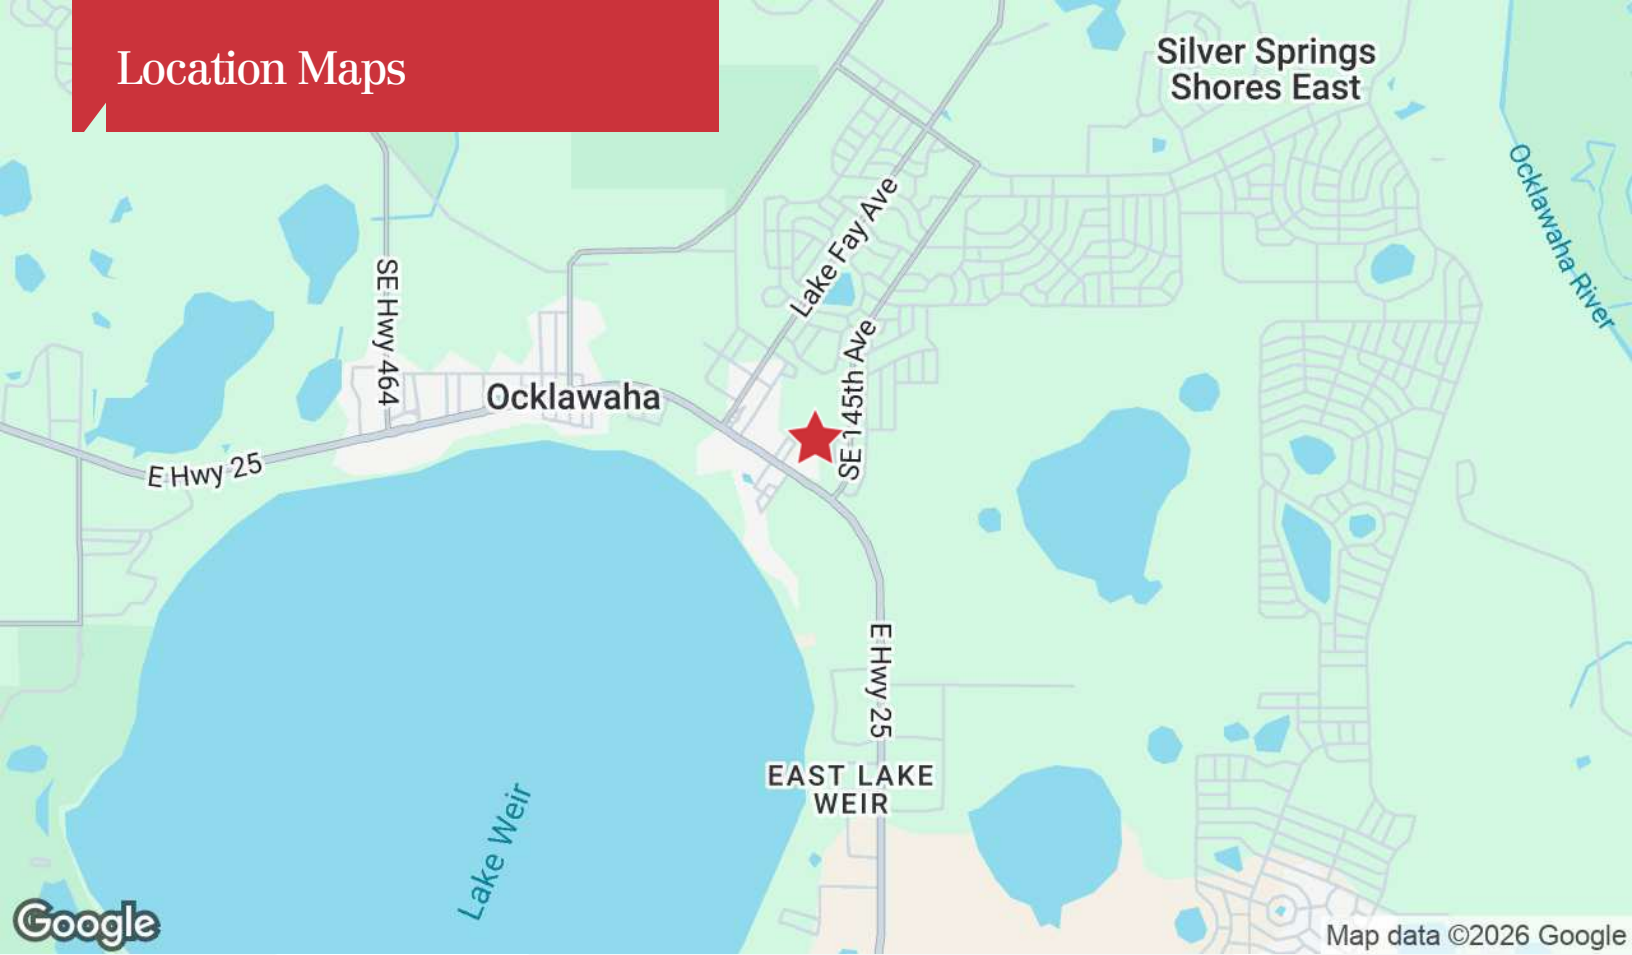 Location Maps
Silver Springs
Shores East
Ocklawaha River
Lake Fay Ave
SE Hwy 464
SE 145th Ave
Ocklawaha
E Hwy 25
E Hwy 25
EAST LAKE
WEIR
Lake Weir
Google
Map data ©2026 Google